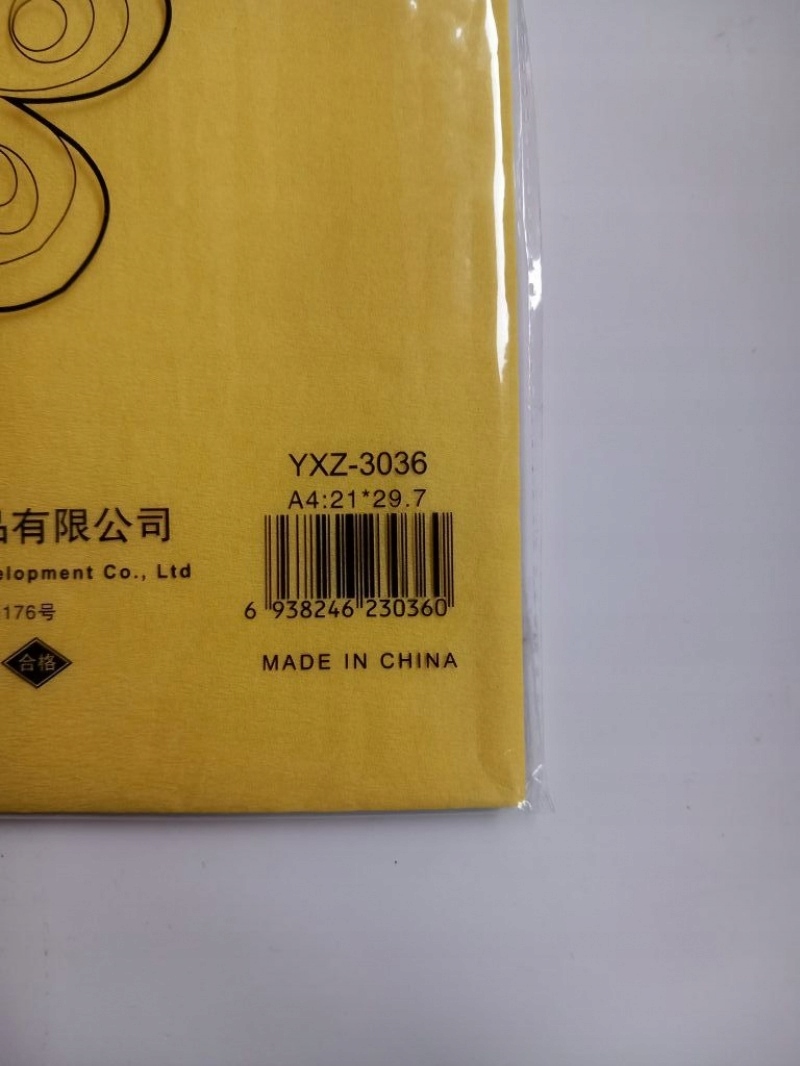 YXZ-3036
A4:21*29.7
品有限公司
elopment Co., Ltd
6 938246 230360
176号
合格
MADE IN CHINA